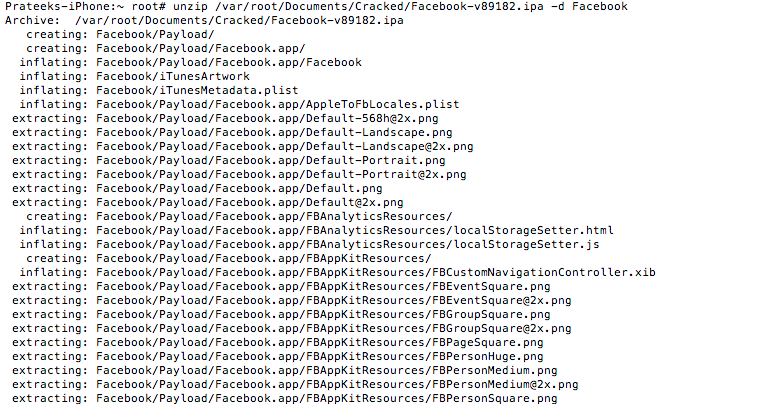 Prateeks-iPhone:~ root# unzip /var/root/Documents/Cracked/Facebook-v89182.ipa -d Facebook
Archive:  /var/root/Documents/Cracked/Facebook-v89182.ipa
   creating: Facebook/Payload/
   creating: Facebook/Payload/Facebook.app/
  inflating: Facebook/Payload/Facebook.app/Facebook
  inflating: Facebook/iTunesArtwork
  inflating: Facebook/iTunesMetadata.plist
  inflating: Facebook/Payload/Facebook.app/AppleToFbLocales.plist
 extracting: Facebook/Payload/Facebook.app/Default-568h@2x.png
 extracting: Facebook/Payload/Facebook.app/Default-Landscape.png
 extracting: Facebook/Payload/Facebook.app/Default-Landscape@2x.png
 extracting: Facebook/Payload/Facebook.app/Default-Portrait.png
 extracting: Facebook/Payload/Facebook.app/Default-Portrait@2x.png
 extracting: Facebook/Payload/Facebook.app/Default.png
 extracting: Facebook/Payload/Facebook.app/Default@2x.png
   creating: Facebook/Payload/Facebook.app/FBAnalyticsResources/
  inflating: Facebook/Payload/Facebook.app/FBAnalyticsResources/localStorageSetter.html
  inflating: Facebook/Payload/Facebook.app/FBAnalyticsResources/localStorageSetter.js
   creating: Facebook/Payload/Facebook.app/FBAppKitResources/
  inflating: Facebook/Payload/Facebook.app/FBAppKitResources/FBCustomNavigationController.xib
 extracting: Facebook/Payload/Facebook.app/FBAppKitResources/FBEventSquare.png
 extracting: Facebook/Payload/Facebook.app/FBAppKitResources/FBEventSquare@2x.png
 extracting: Facebook/Payload/Facebook.app/FBAppKitResources/FBGroupSquare.png
 extracting: Facebook/Payload/Facebook.app/FBAppKitResources/FBGroupSquare@2x.png
 extracting: Facebook/Payload/Facebook.app/FBAppKitResources/FBPageSquare.png
 extracting: Facebook/Payload/Facebook.app/FBAppKitResources/FBPersonHuge.png
 extracting: Facebook/Payload/Facebook.app/FBAppKitResources/FBPersonMedium.png
 extracting: Facebook/Payload/Facebook.app/FBAppKitResources/FBPersonMedium@2x.png
 extracting: Facebook/Payload/Facebook.app/FBAppKitResources/FBPersonSquare.png